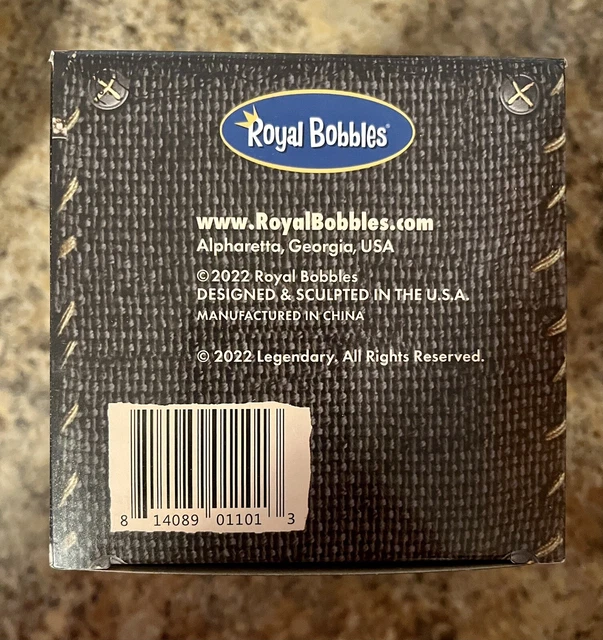 Royal Bobbles®
www.RoyalBobbles.com
Alpharetta, Georgia, USA
©2022 Royal Bobbles
DESIGNED & SCULPTED IN THE U.S.A.
MANUFACTURED IN CHINA
© 2022 Legendary. All Rights Reserved.
8 14089 01101 3